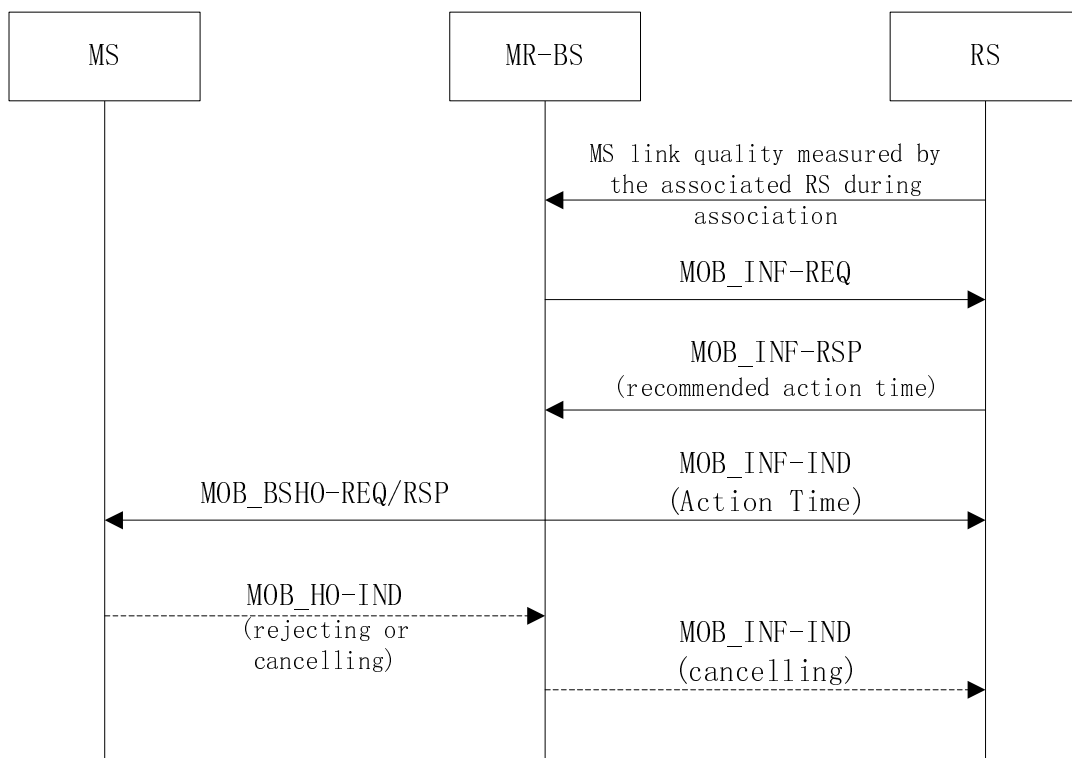 MS
MR-BS
RS
MS link quality measured by
the associated RS during
association
MOB_INF-REQ
MOB_INF-RSP
(recommended action time)
MOB_INF-IND
(Action Time)
MOB_BSHO-REQ/RSP
MOB_HO-IND
(rejecting or
cancelling)
MOB_INF-IND
(cancelling)